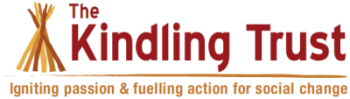 The
Kindling Trust
Igniting passion & fuelling action for social change